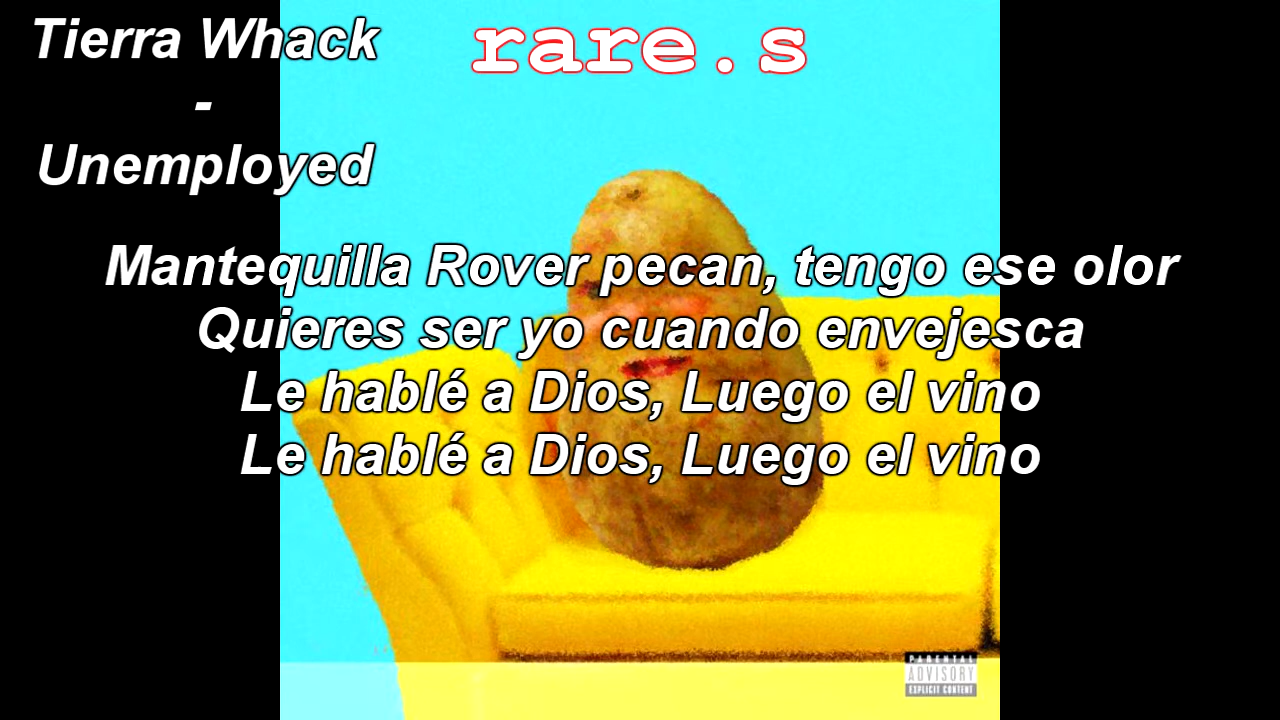 Tierra Whack
-
Unemployed
rare.s
Mantequilla Rover pecan, tengo ese olor
Quieres ser yo cuando envejesca
Le hablé a Dios, Luego el vino
Le hablé a Dios, Luego el vino
PARENTAL
ADVISORY
EXPLICIT CONTENT